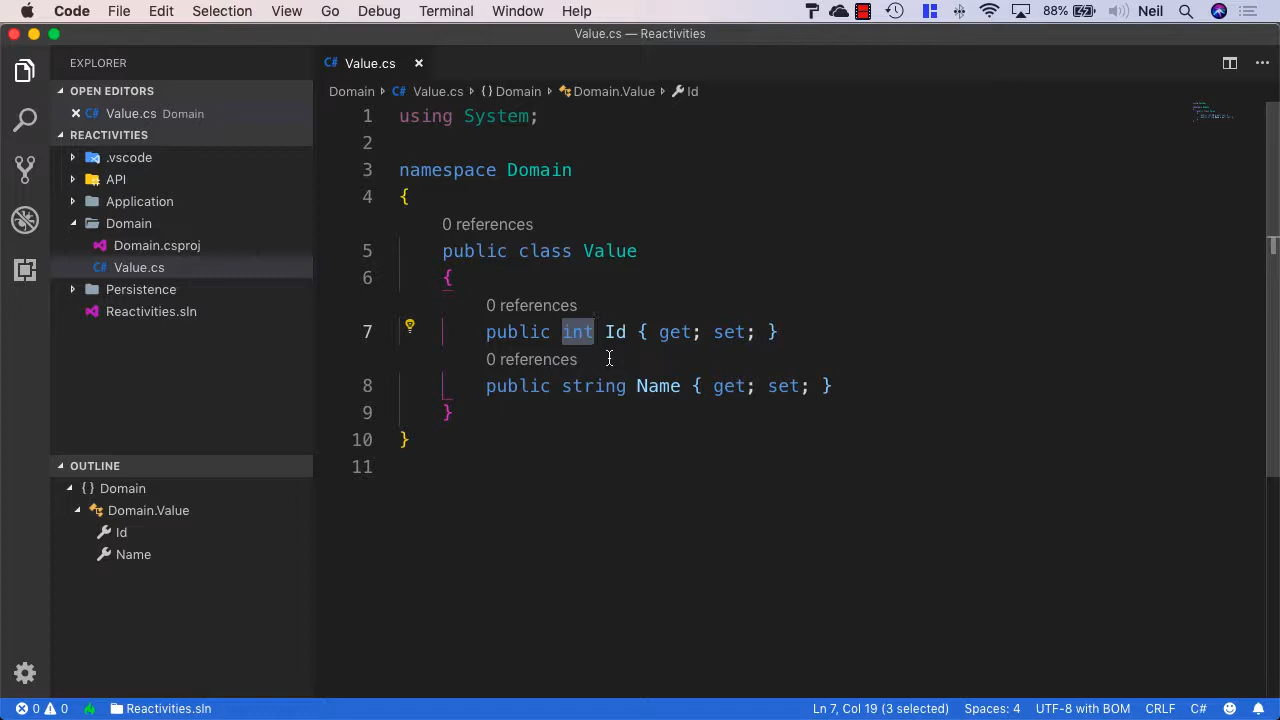 Code File Edit Selection View Go Debug Terminal Window Help 88% Neil
Value.cs — Reactivities
EXPLORER
OPEN EDITORS
Value.cs Domain
REACTIVITIES
.vscode
API
Application
Domain
Domain.csproj
Value.cs
Persistence
Reactivities.sln
OUTLINE
{ } Domain
Domain.Value
Id
Name
C# Value.cs
Domain C# Value.cs { } Domain Domain.Value Id
1 using System;
2
3 namespace Domain
4 {
0 references
5 public class Value
6 {
0 references
7 public int Id { get; set; }
0 references
8 public string Name { get; set; }
9 }
10 }
11
0 0 Reactivities.sln Ln 7, Col 19 (3 selected) Spaces: 4 UTF-8 with BOM CRLF C#